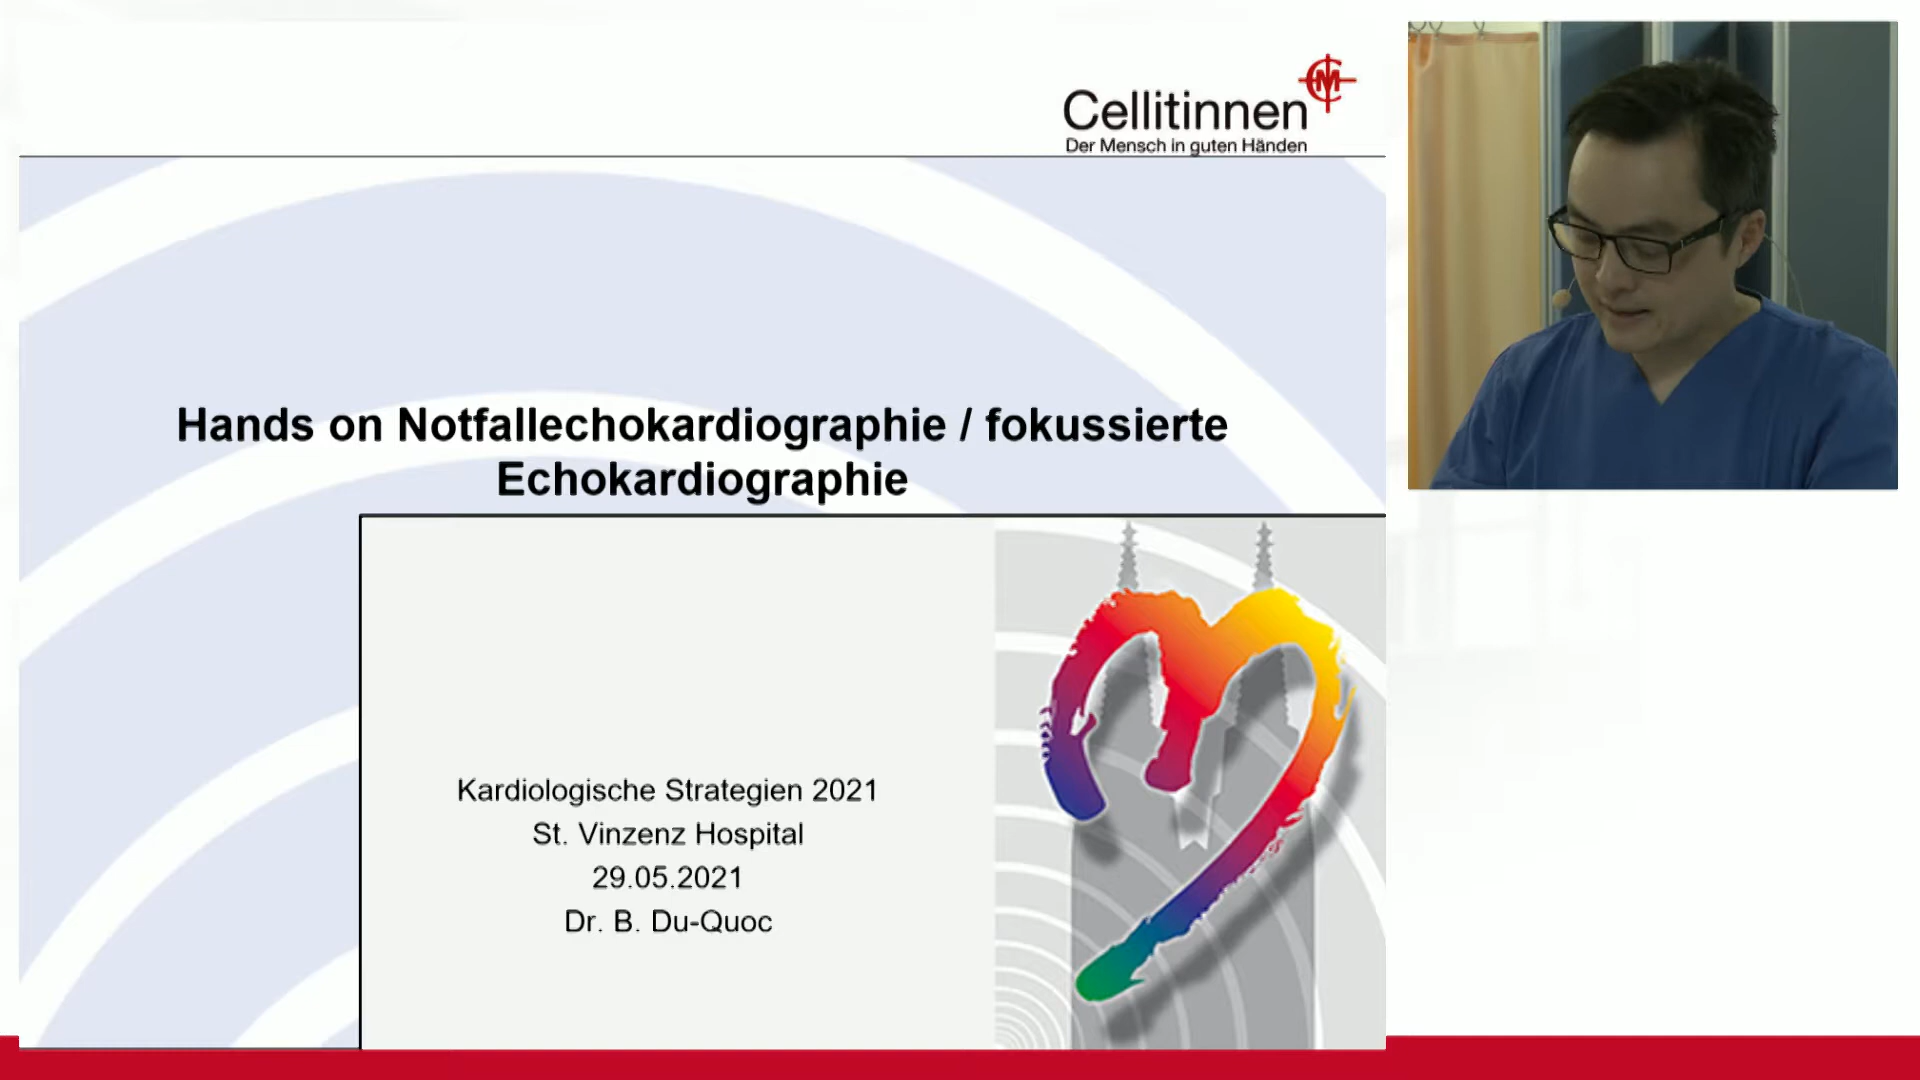 Cellitinnen
Der Mensch in guten Händen
Hands on Notfallechokardiographie / fokussierte
Echokardiographie
Kardiologische Strategien 2021
St. Vinzenz Hospital
29.05.2021
Dr. B. Du-Quoc